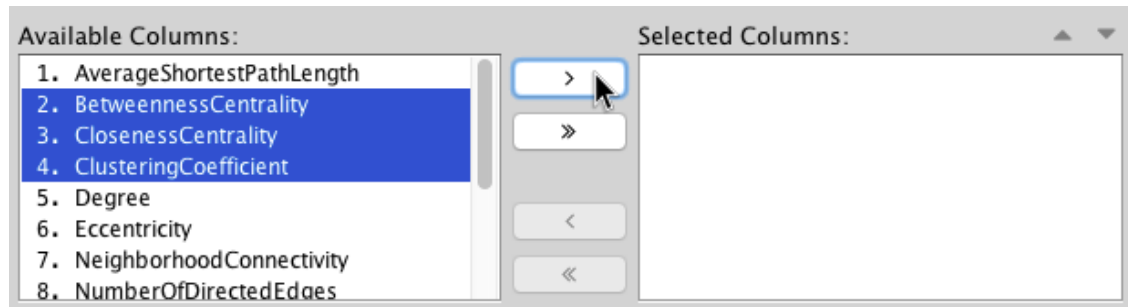 Available Columns:
1. AverageShortestPathLength
2. BetweennessCentrality
3. ClosenessCentrality
4. ClusteringCoefficient
5. Degree
6. Eccentricity
7. NeighborhoodConnectivity
8. NumberOfDirectedEdges
>
»
<
«
Selected Columns: